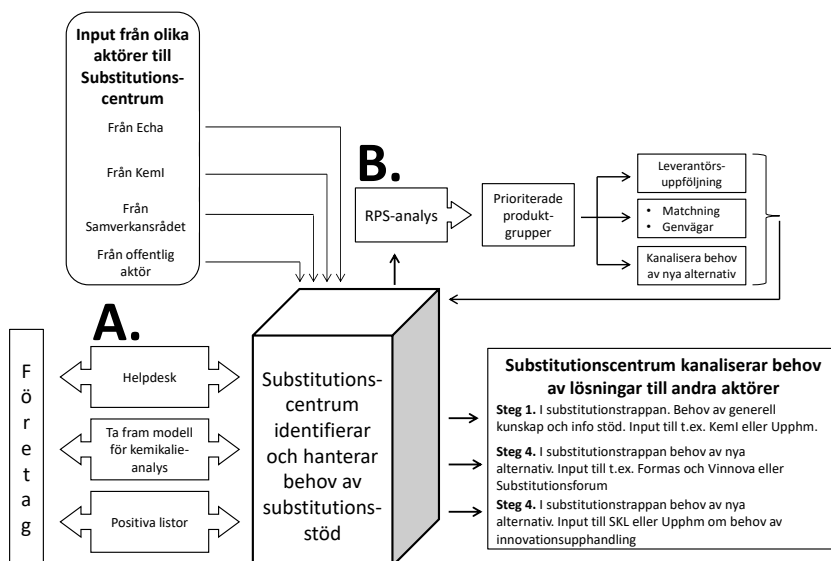 Input från olika
aktörer till
Substitutions-
centrum
Från Echa
Från KemI
Från
Samverkansrådet
Från offentlig
aktör
B.
RPS-analys
Prioriterade
produkt-
grupper
Leverantörs-
uppföljning
• Matchning
• Genvägar
Kanalisera behov
av nya alternativ
A.
F
ö
r
e
t
a
g
Helpdesk
Ta fram modell
för kemikalie-
analys
Positiva listor
Substitutions-
centrum
identifierar
och hanterar
behov av
substitutions-
stöd
Substitutionscentrum kanaliserar behov
av lösningar till andra aktörer
Steg 1. I substitutionstrappan. Behov av generell
kunskap och info stöd. Input till t.ex. KemI eller Upphm.
Steg 4. I substitutionstrappan behov av nya
alternativ. Input till t.ex. Formas och Vinnova eller
Substitutionsforum
Steg 4. I substitutionstrappan behov av nya
alternativ. Input till SKL eller Upphm om behov av
innovationsupphandling